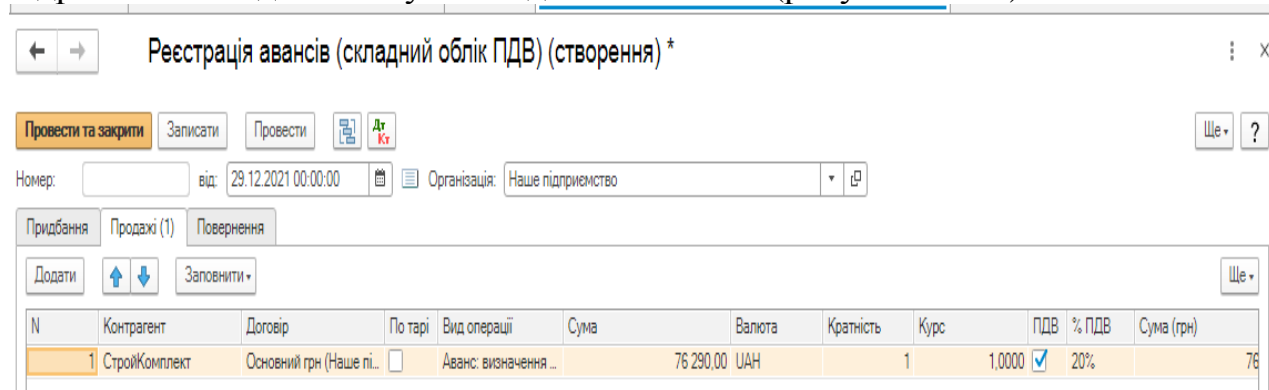 Реєстрація авансів (складний облік ПДВ) (створення) *
Провести та закрити Записати Провести Дт Кт Ще ?
Номер: від: 29.12.2021 00:00:00 Організація: Наше підприємство
Придбання Продажі (1) Повернення
Додати Заповнити Ще
N Контрагент Договір По тарі Вид операції Сума Валюта Кратність Курс ПДВ % ПДВ Сума (грн)
1 СтройКомплект Основний грн (Наше пі... Аванс: визначення ... 76 290,00 UAH 1 1,0000 20% 76